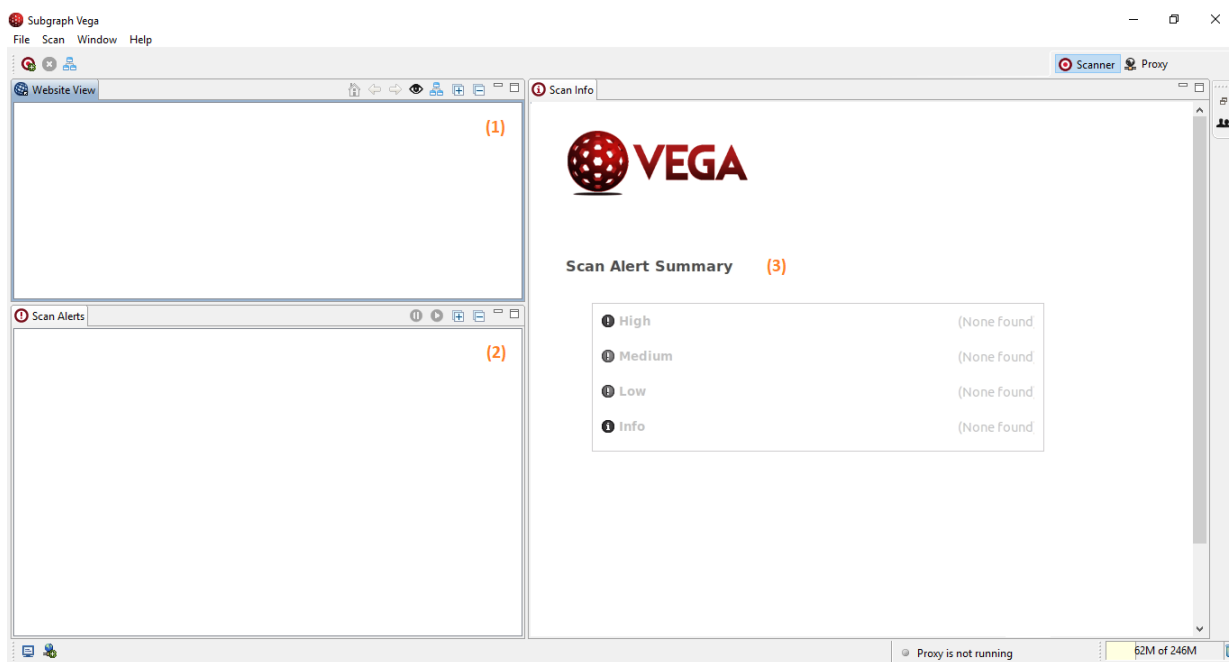 Subgraph Vega
File Scan Window Help
Scanner Proxy
Website View
(1)
Scan Alerts
(2)
Scan Info
VEGA
Scan Alert Summary (3)
High (None found
Medium (None found
Low (None found
Info (None found
Proxy is not running
62M of 246M